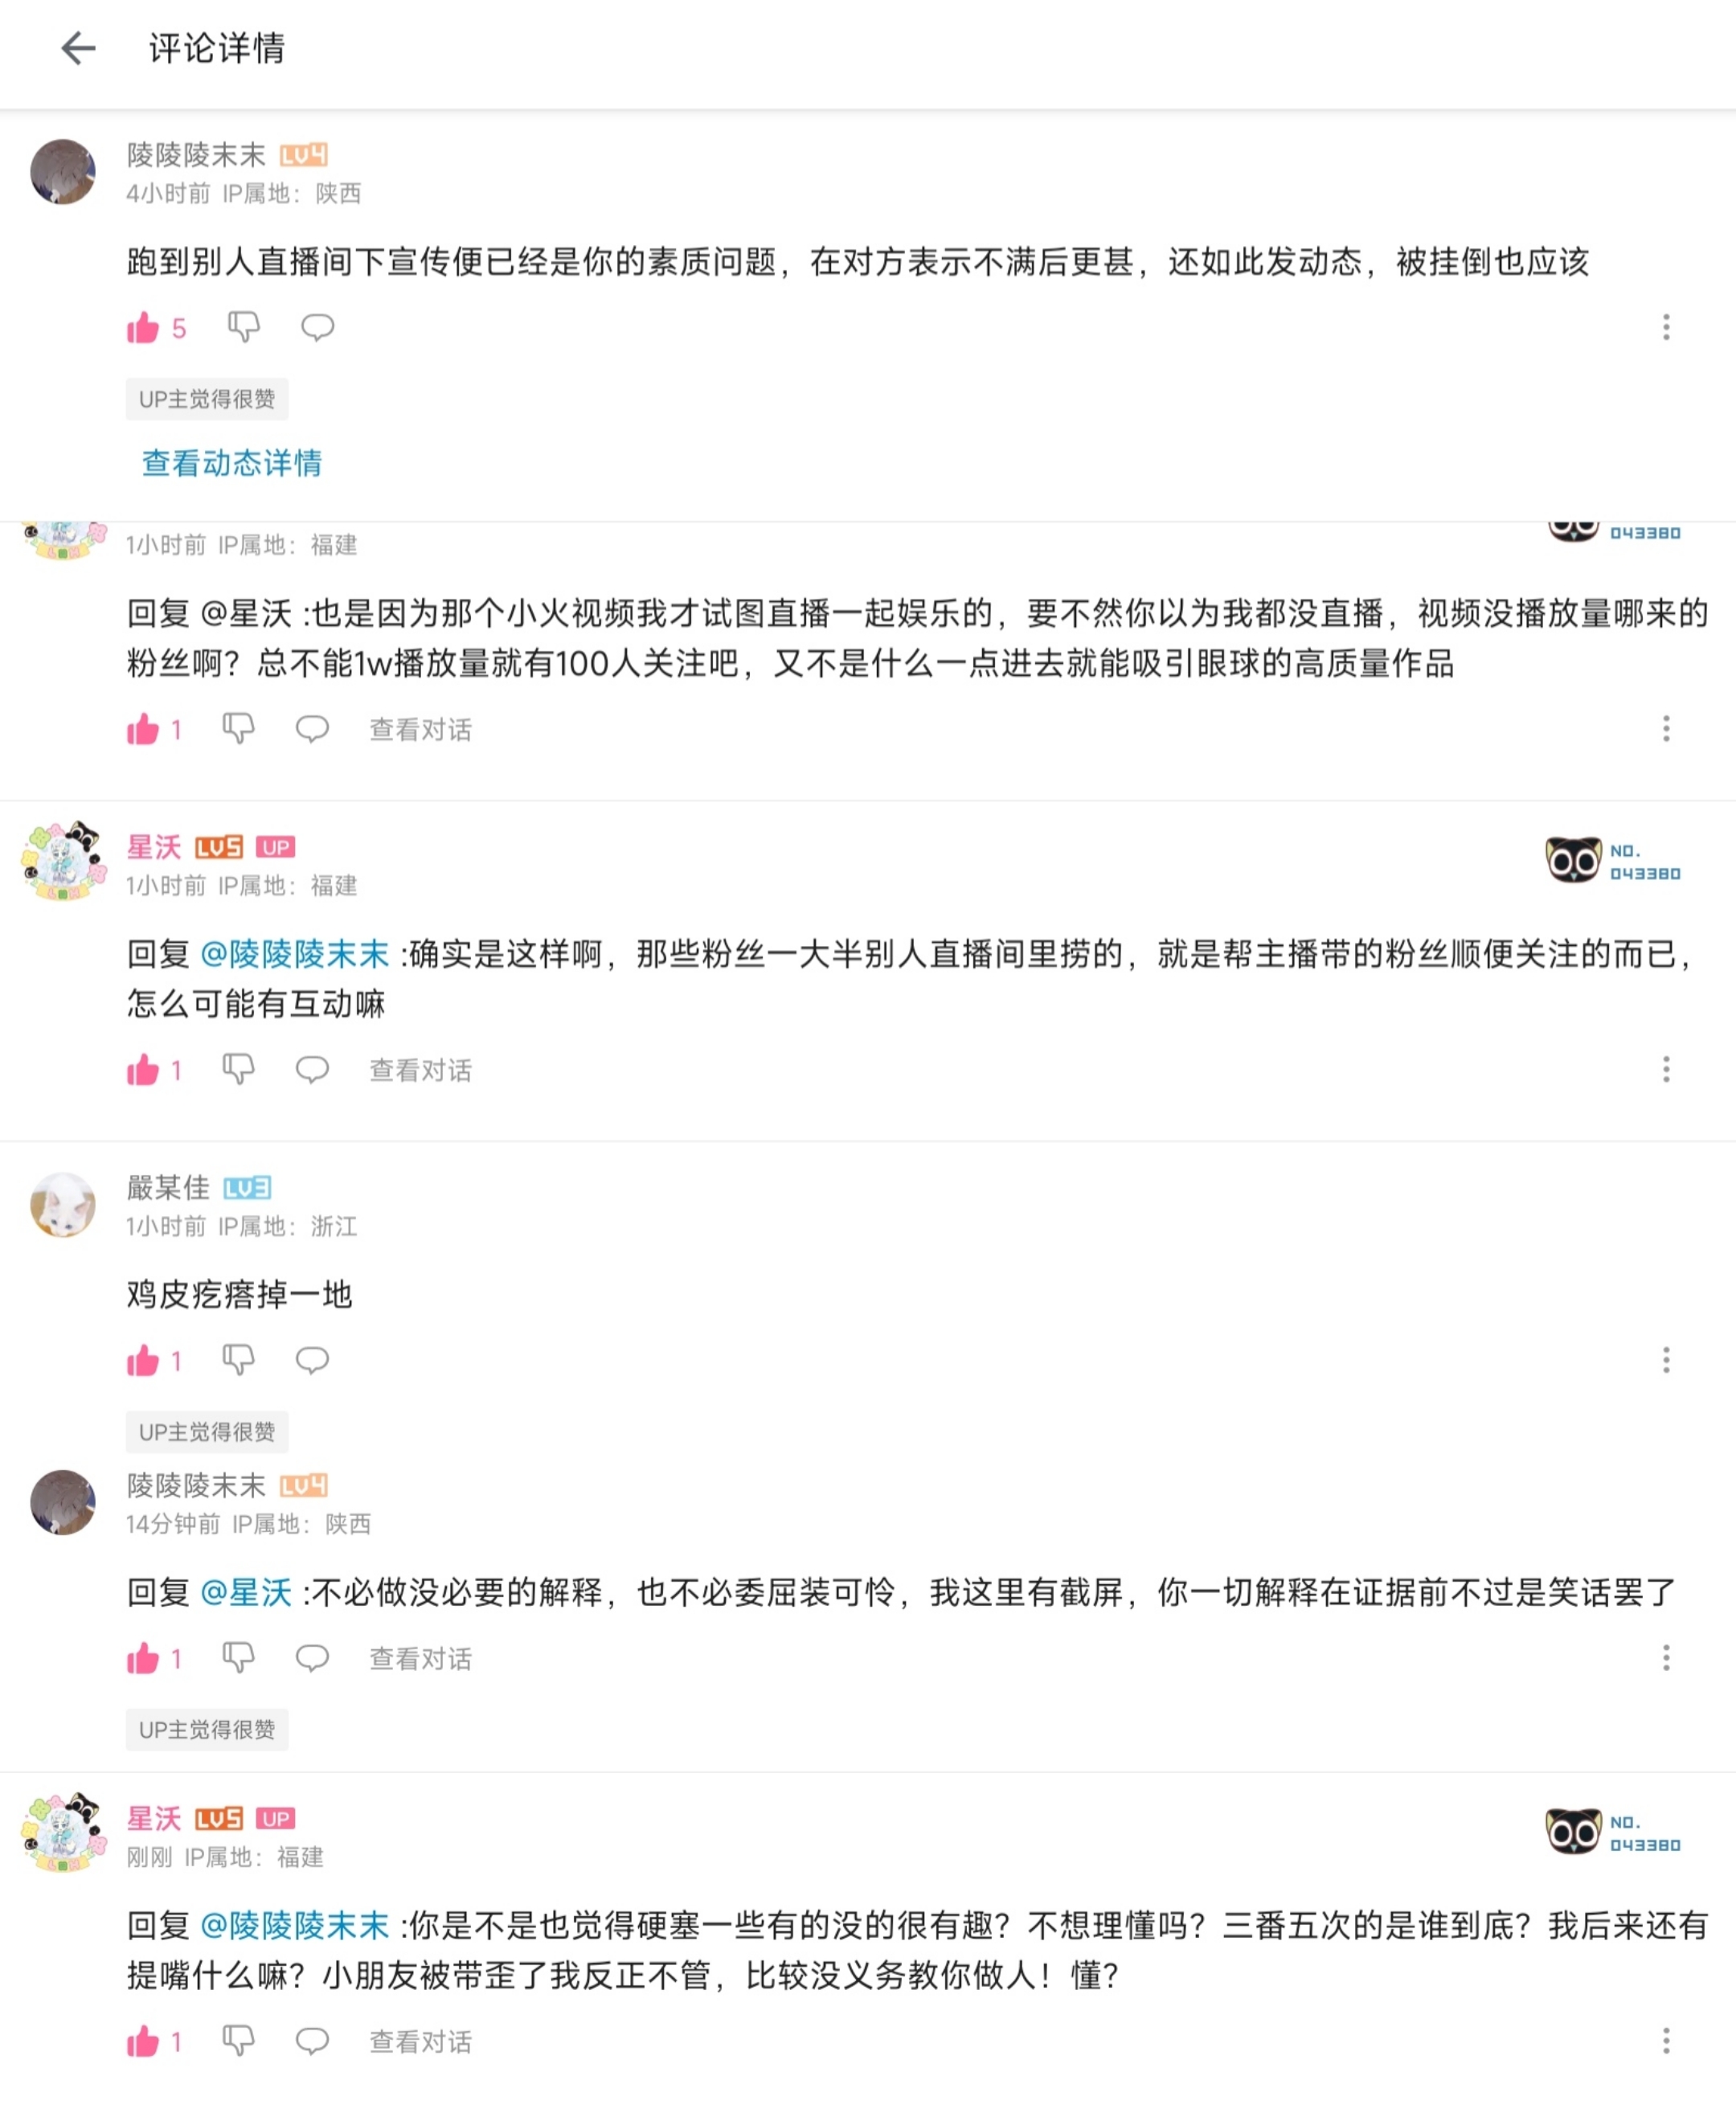 评论详情
陵陵陵末末 LV4
4小时前 IP属地：陕西
跑到别人直播间下宣传便已经是你的素质问题，在对方表示不满后更甚，还如此发动态，被挂倒也应该
5
UP主觉得很赞
查看动态详情
043380
1小时前 IP属地：福建
回复 @星沃 :也是因为那个小火视频我才试图直播一起娱乐的，要不然你以为我都没直播，视频没播放量哪来的
粉丝啊？总不能1w播放量就有100人关注吧，又不是什么一点进去就能吸引眼球的高质量作品
1 查看对话
星沃 LV5 UP
NO.
043380
1小时前 IP属地：福建
回复 @陵陵陵末末 :确实是这样啊，那些粉丝一大半别人直播间里捞的，就是帮主播带的粉丝顺便关注的而已，
怎么可能有互动嘛
1 查看对话
嚴某佳 LV3
1小时前 IP属地：浙江
鸡皮疙瘩掉一地
1
UP主觉得很赞
陵陵陵末末 LV4
14分钟前 IP属地：陕西
回复 @星沃 :不必做没必要的解释，也不必委屈装可怜，我这里有截屏，你一切解释在证据前不过是笑话罢了
1 查看对话
UP主觉得很赞
星沃 LV5 UP
NO.
043380
刚刚 IP属地：福建
回复 @陵陵陵末末 :你是不是也觉得硬塞一些有的没的很有趣？不想理懂吗？三番五次的是谁到底？我后来还有
提嘴什么嘛？小朋友被带歪了我反正不管，比较没义务教你做人！懂？
1 查看对话